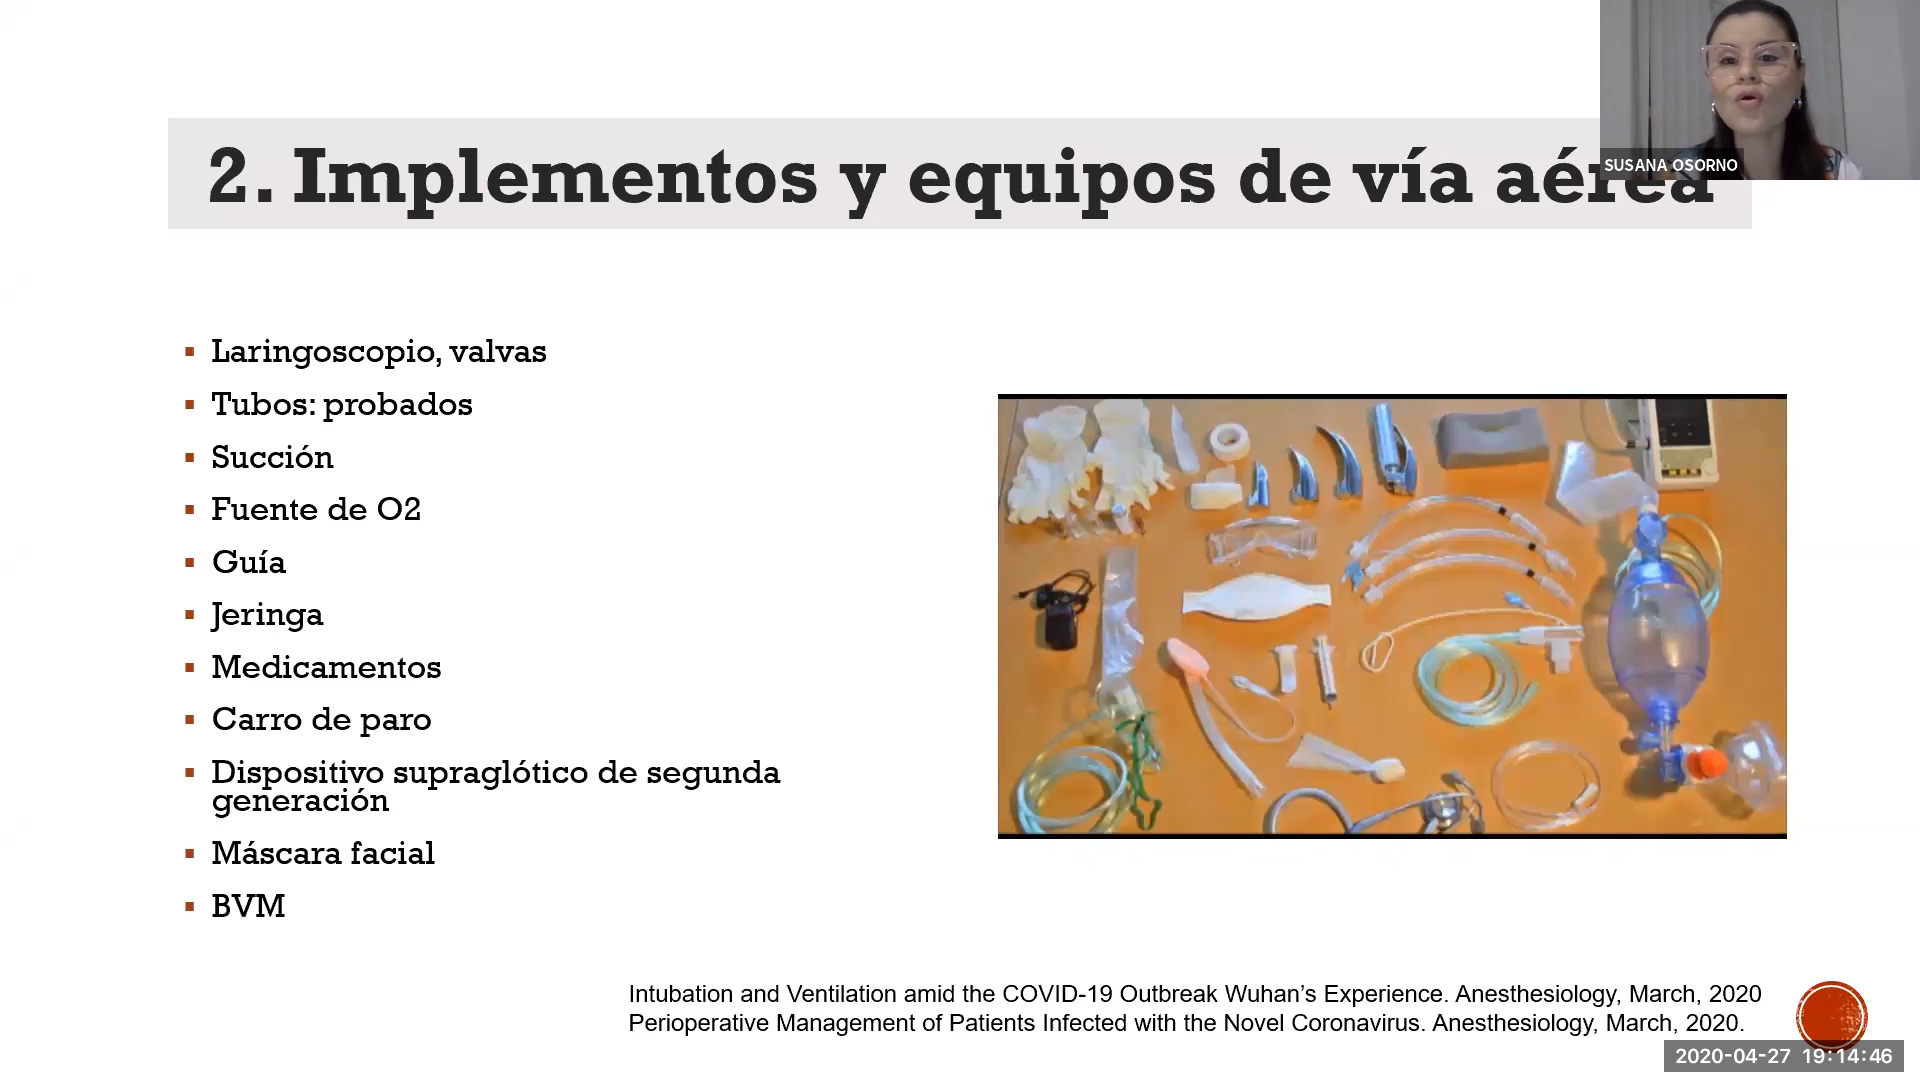 2. Implementos y equipos de vía aérea
SUSANA OSORNO
Laringoscopio, valvas
Tubos: probados
Succión
Fuente de O2
Guía
Jeringa
Medicamentos
Carro de paro
Dispositivo supraglótico de segunda
generación
Máscara facial
BVM
Intubation and Ventilation amid the COVID-19 Outbreak Wuhan’s Experience. Anesthesiology, March, 2020
Perioperative Management of Patients Infected with the Novel Coronavirus. Anesthesiology, March, 2020.
2020-04-27 19:14:46